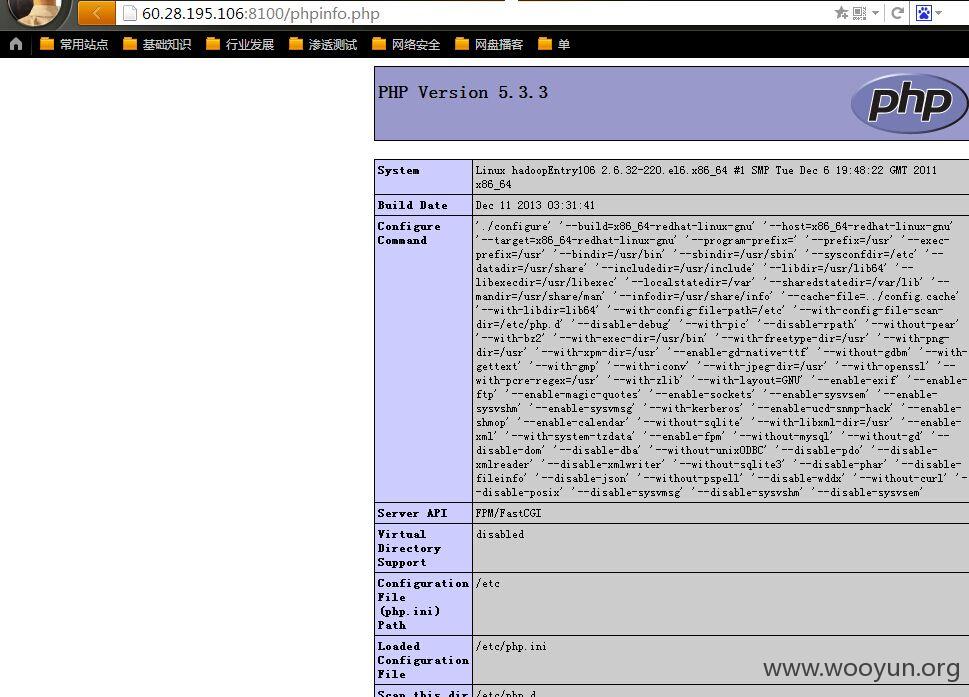 60.28.195.106:8100/phpinfo.php
常用站点 基础知识 行业发展 渗透测试 网络安全 网盘播客 单
PHP Version 5.3.3
php
System
Linux hadoopEntry106 2.6.32-220.el6.x86_64 #1 SMP Tue Dec 6 19:48:22 GMT 2011
x86_64
Build Date
Dec 11 2013 03:31:41
Configure
Command
'./configure' '--build=x86_64-redhat-linux-gnu' '--host=x86_64-redhat-linux-gnu'
'--target=x86_64-redhat-linux-gnu' '--program-prefix=' '--prefix=/usr' '--exec-
prefix=/usr' '--bindir=/usr/bin' '--sbindir=/usr/sbin' '--sysconfdir=/etc' '--
datadir=/usr/share' '--includedir=/usr/include' '--libdir=/usr/lib64' '--
libexecdir=/usr/libexec' '--localstatedir=/var' '--sharedstatedir=/var/lib' '--
mandir=/usr/share/man' '--infodir=/usr/share/info' '--cache-file=../config.cache'
'--with-libdir=lib64' '--with-config-file-path=/etc' '--with-config-file-scan-
dir=/etc/php.d' '--disable-debug' '--with-pic' '--disable-rpath' '--without-pear'
'--with-bz2' '--with-exec-dir=/usr/bin' '--with-freetype-dir=/usr' '--with-png-
dir=/usr' '--with-xpm-dir=/usr' '--enable-gd-native-ttf' '--without-gdbm' '--with-
gettext' '--with-gmp' '--with-iconv' '--with-jpeg-dir=/usr' '--with-openssl' '--
with-pcre-regex=/usr' '--with-zlib' '--with-layout=GNU' '--enable-exif' '--enable-
ftp' '--enable-magic-quotes' '--enable-sockets' '--enable-sysvsem' '--enable-
sysvshm' '--enable-sysvmsg' '--with-kerberos' '--enable-ucd-snmp-hack' '--enable-
shmop' '--enable-calendar' '--without-sqlite' '--with-libxml-dir=/usr' '--enable-
xml' '--with-system-tzdata' '--enable-fpm' '--without-mysql' '--without-gd' '--
disable-dom' '--disable-dba' '--without-unixODBC' '--disable-pdo' '--disable-
xmlreader' '--disable-xmlwriter' '--without-sqlite3' '--disable-phar' '--disable-
fileinfo' '--disable-json' '--without-pspell' '--disable-wddx' '--without-curl' '-
-disable-posix' '--disable-sysvmsg' '--disable-sysvshm' '--disable-sysvsem'
Server API
FPM/FastCGI
Virtual
Directory
Support
disabled
Configuration
File
(php.ini)
Path
/etc
Loaded
Configuration
File
/etc/php.ini
Scan this dir
/etc/php.d
www.wooyun.org